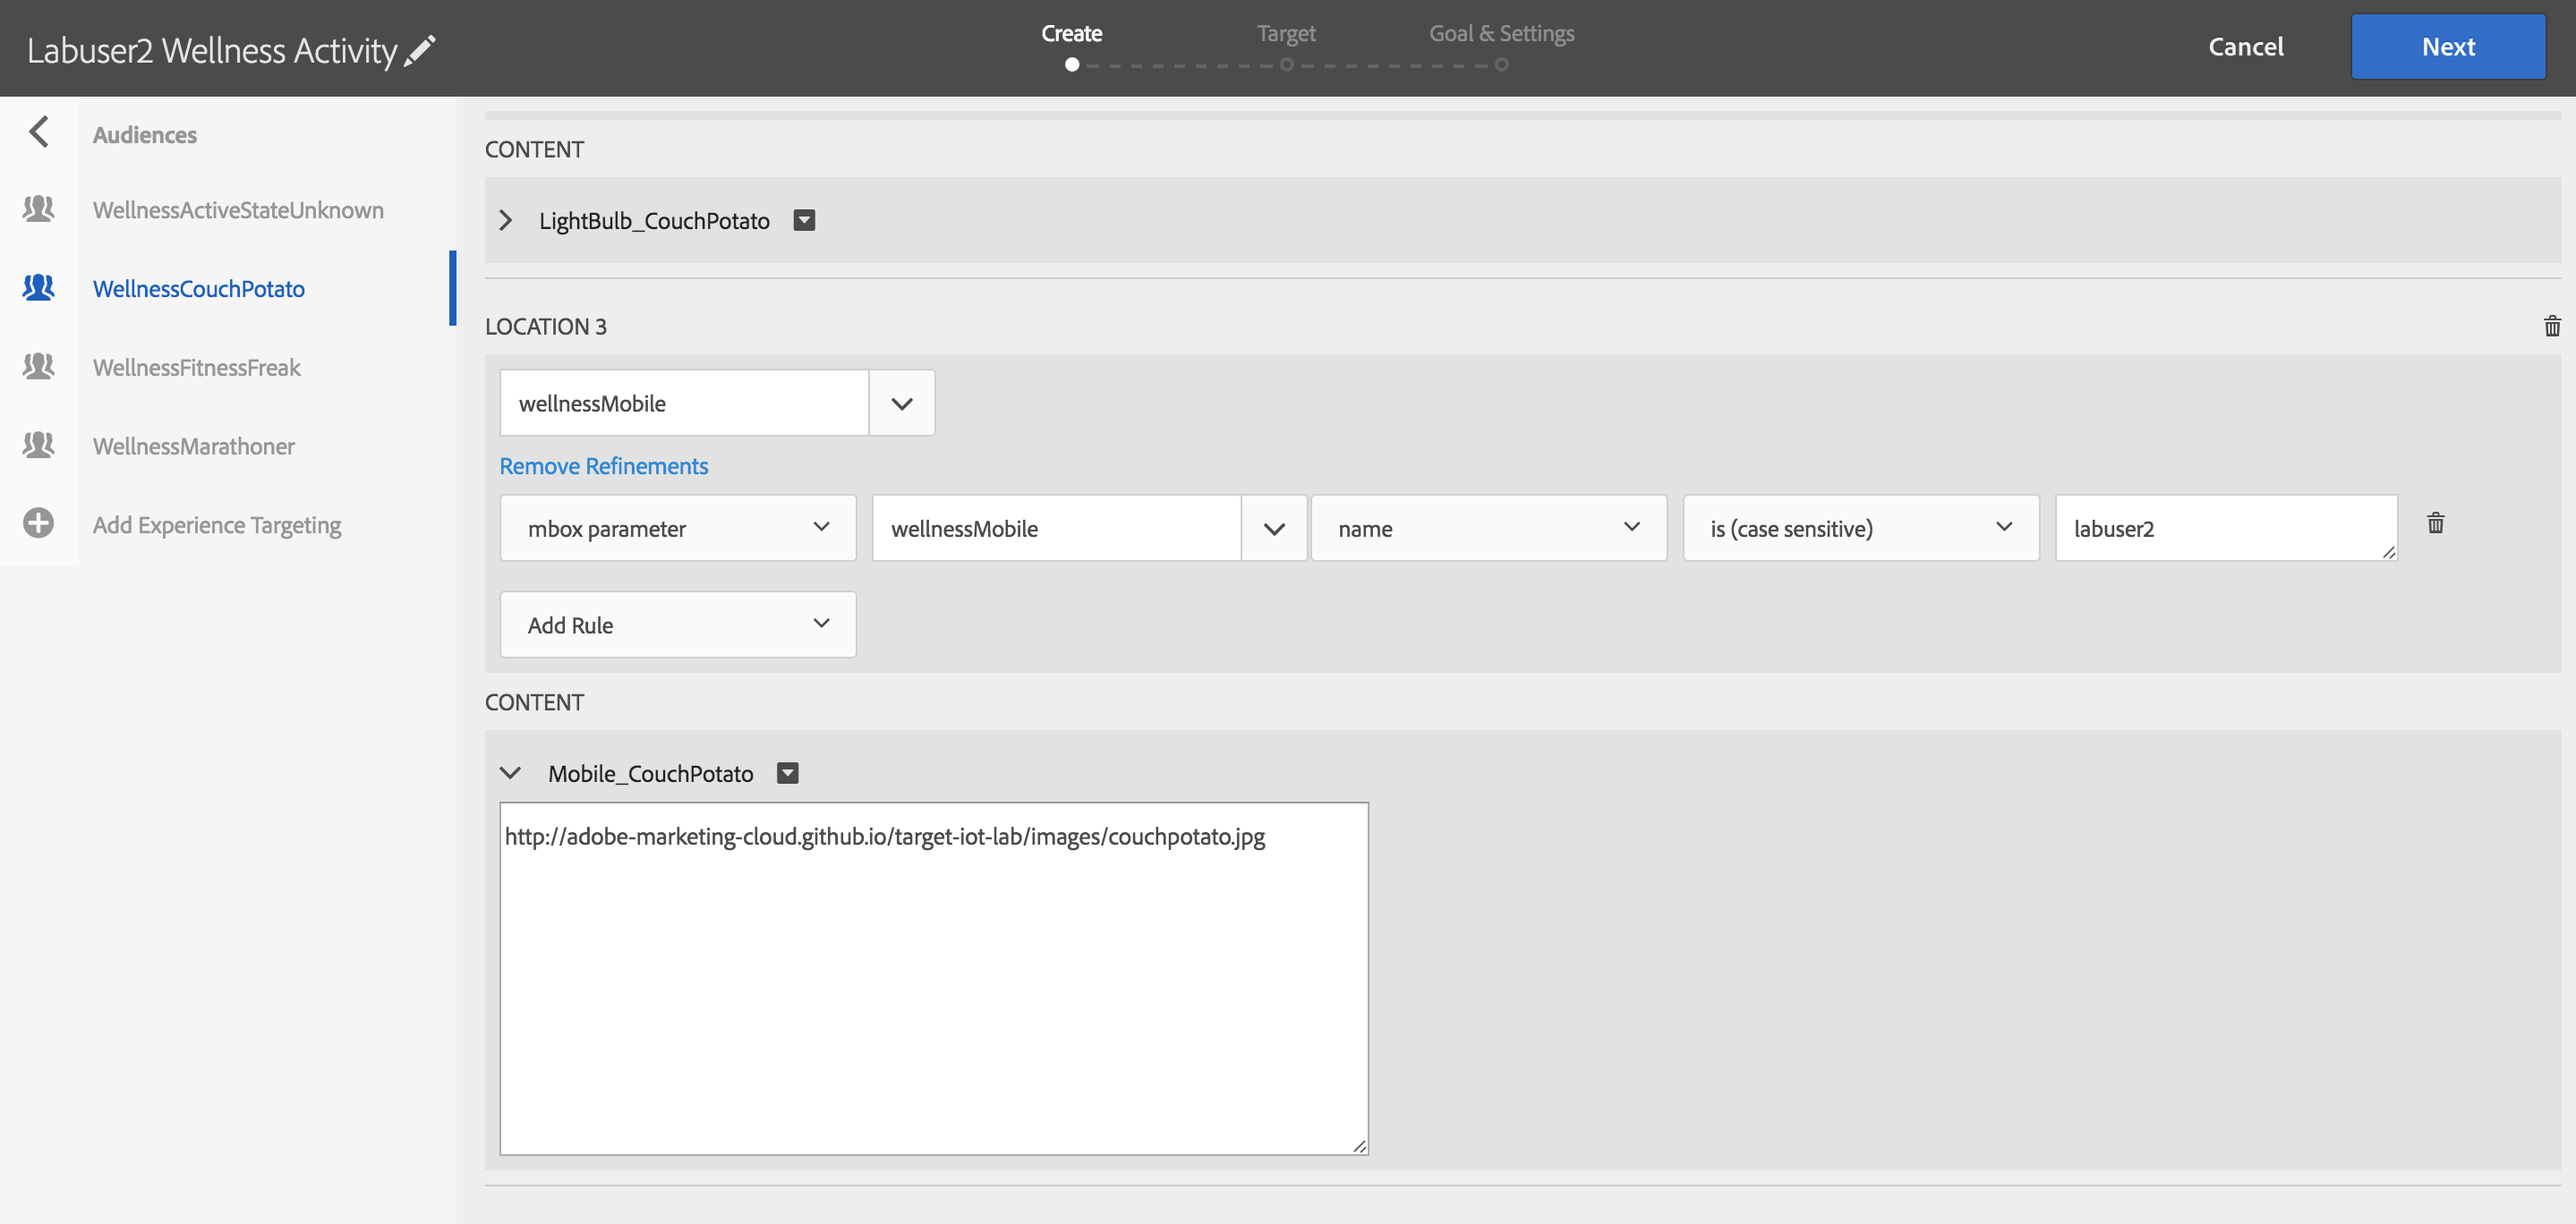 Labuser2 Wellness Activity
Create Target Goal & Settings
Cancel Next
Audiences
WellnessActiveStateUnknown
WellnessCouchPotato
WellnessFitnessFreak
WellnessMarathoner
Add Experience Targeting
CONTENT
LightBulb_CouchPotato
LOCATION 3
wellnessMobile
Remove Refinements
mbox parameter wellnessMobile name is (case sensitive) labuser2
Add Rule
CONTENT
Mobile_CouchPotato
http://adobe-marketing-cloud.github.io/target-iot-lab/images/couchpotato.jpg